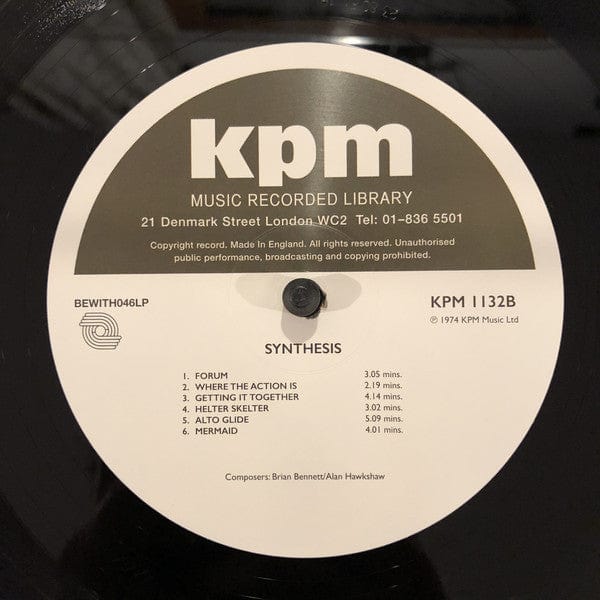 kpm
MUSIC RECORDED LIBRARY
21 Denmark Street London WC2 Tel: 01-836 5501
Copyright record. Made In England. All rights reserved. Unauthorised
public performance, broadcasting and copying prohibited.
BEWITH046LP
KPM 1132B
℗ 1974 KPM Music Ltd
SYNTHESIS
1. FORUM 3.05 mins.
2. WHERE THE ACTION IS 2.19 mins.
3. GETTING IT TOGETHER 4.14 mins.
4. HELTER SKELTER 3.02 mins.
5. ALTO GLIDE 5.09 mins.
6. MERMAID 4.01 mins.
Composers: Brian Bennett/Alan Hawkshaw